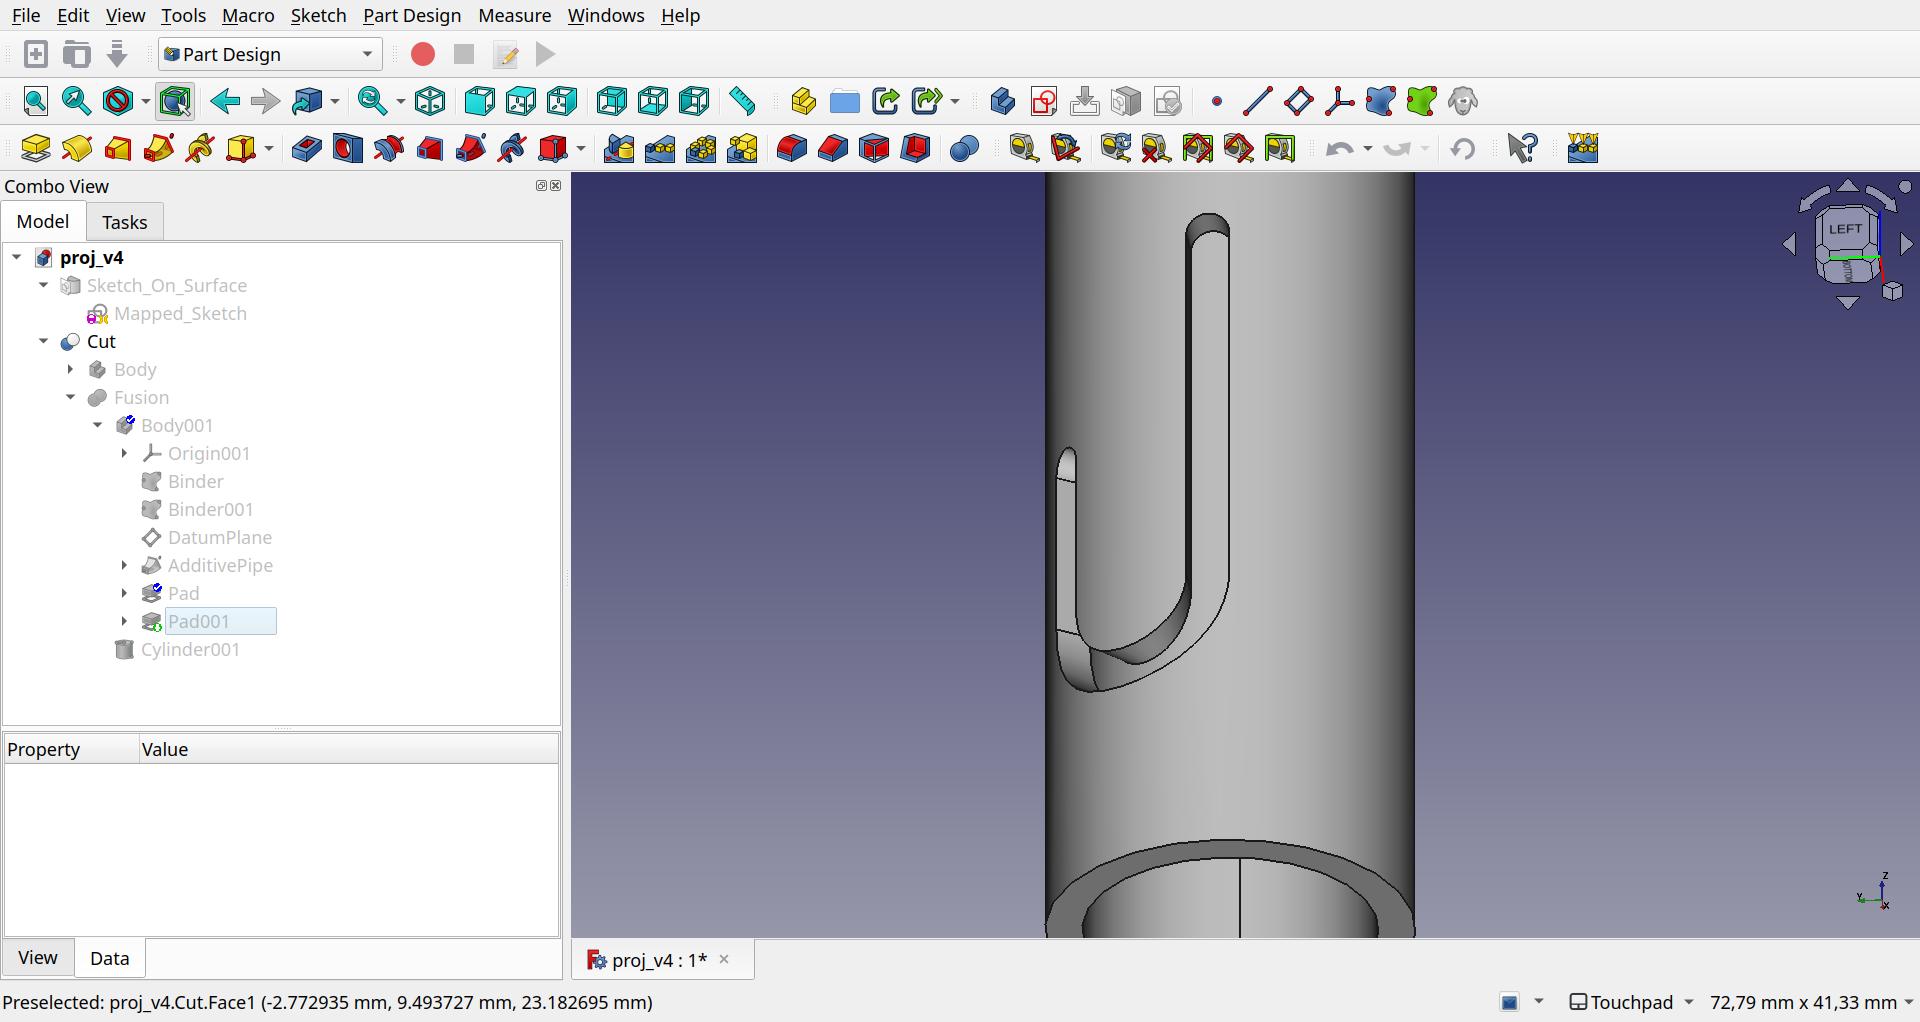 File Edit View Tools Macro Sketch Part Design Measure Windows Help
Part Design
Combo View
Model Tasks
proj_v4
Sketch_On_Surface
Mapped_Sketch
Cut
Body
Fusion
Body001
Origin001
Binder
Binder001
DatumPlane
AdditivePipe
Pad
Pad001
Cylinder001
Property Value
View Data
LEFT
BOTTOM
Z
Y
X
proj_v4 : 1*
Preselected: proj_v4.Cut.Face1 (-2.772935 mm, 9.493727 mm, 23.182695 mm)
Touchpad
72,79 mm x 41,33 mm